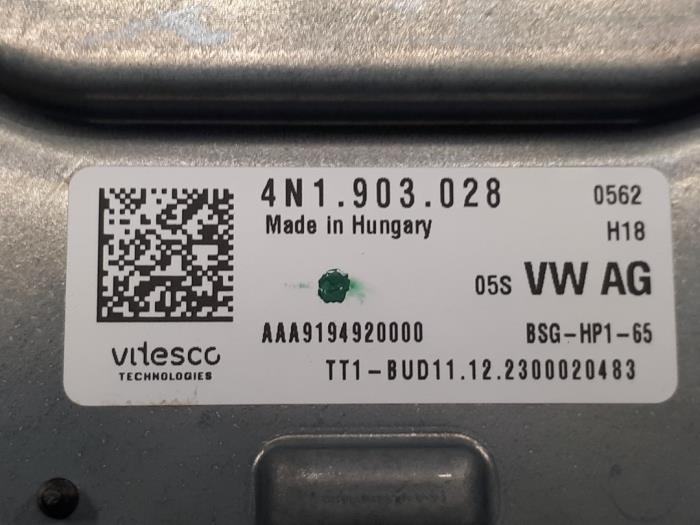 4N1.903.028 0562
Made in Hungary H18
05S VW AG
AAA9194920000 BSG-HP1-65
vitesco
TECHNOLOGIES
TT1-BUD11.12.2300020483